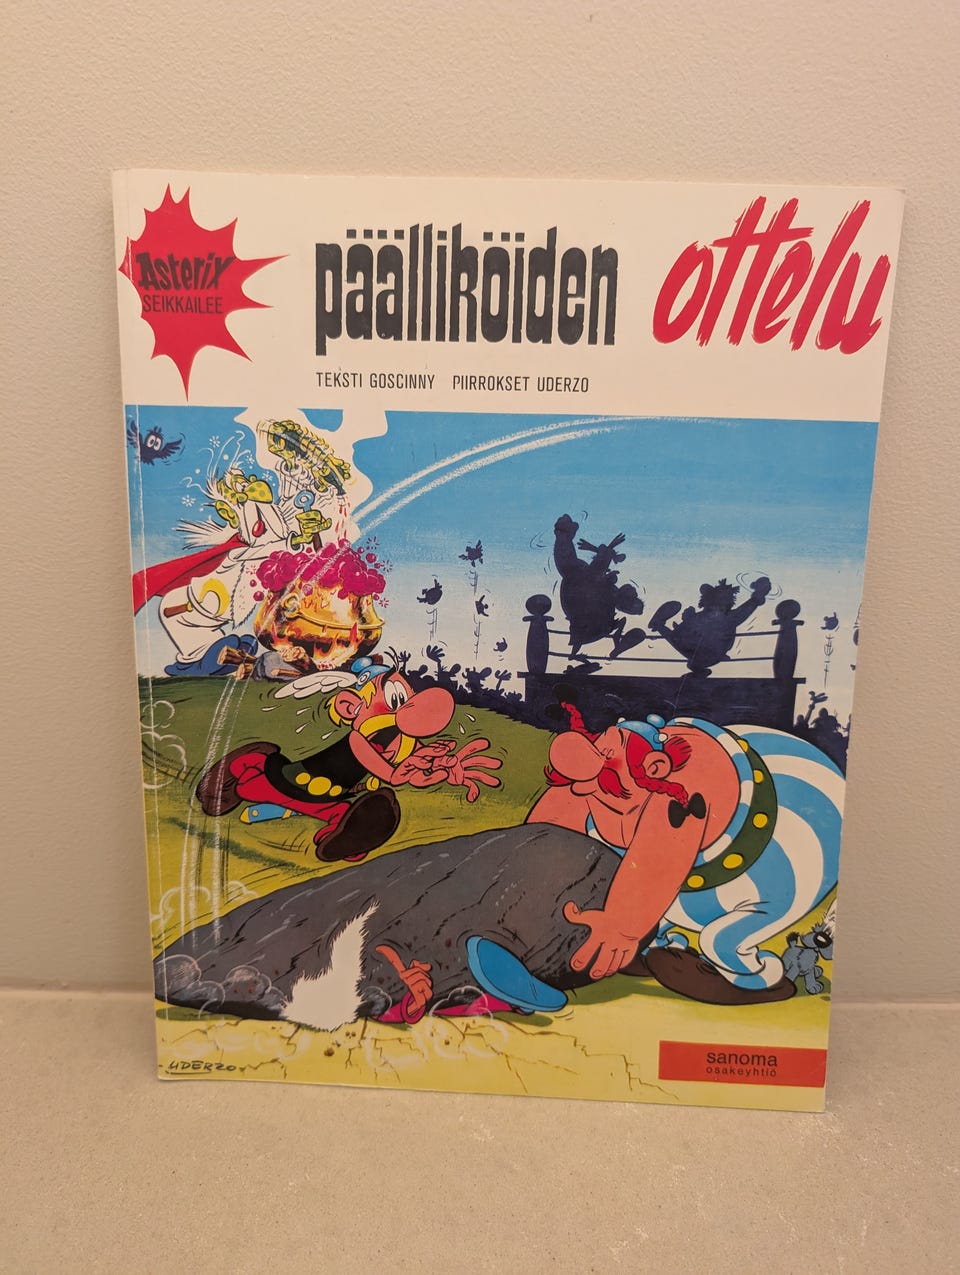 Asterix
SEIKKAILEE
päälliköiden ottelu
TEKSTI GOSCINNY PIIRROKSET UDERZO
UDERZO
sanoma
osakeyhtiö